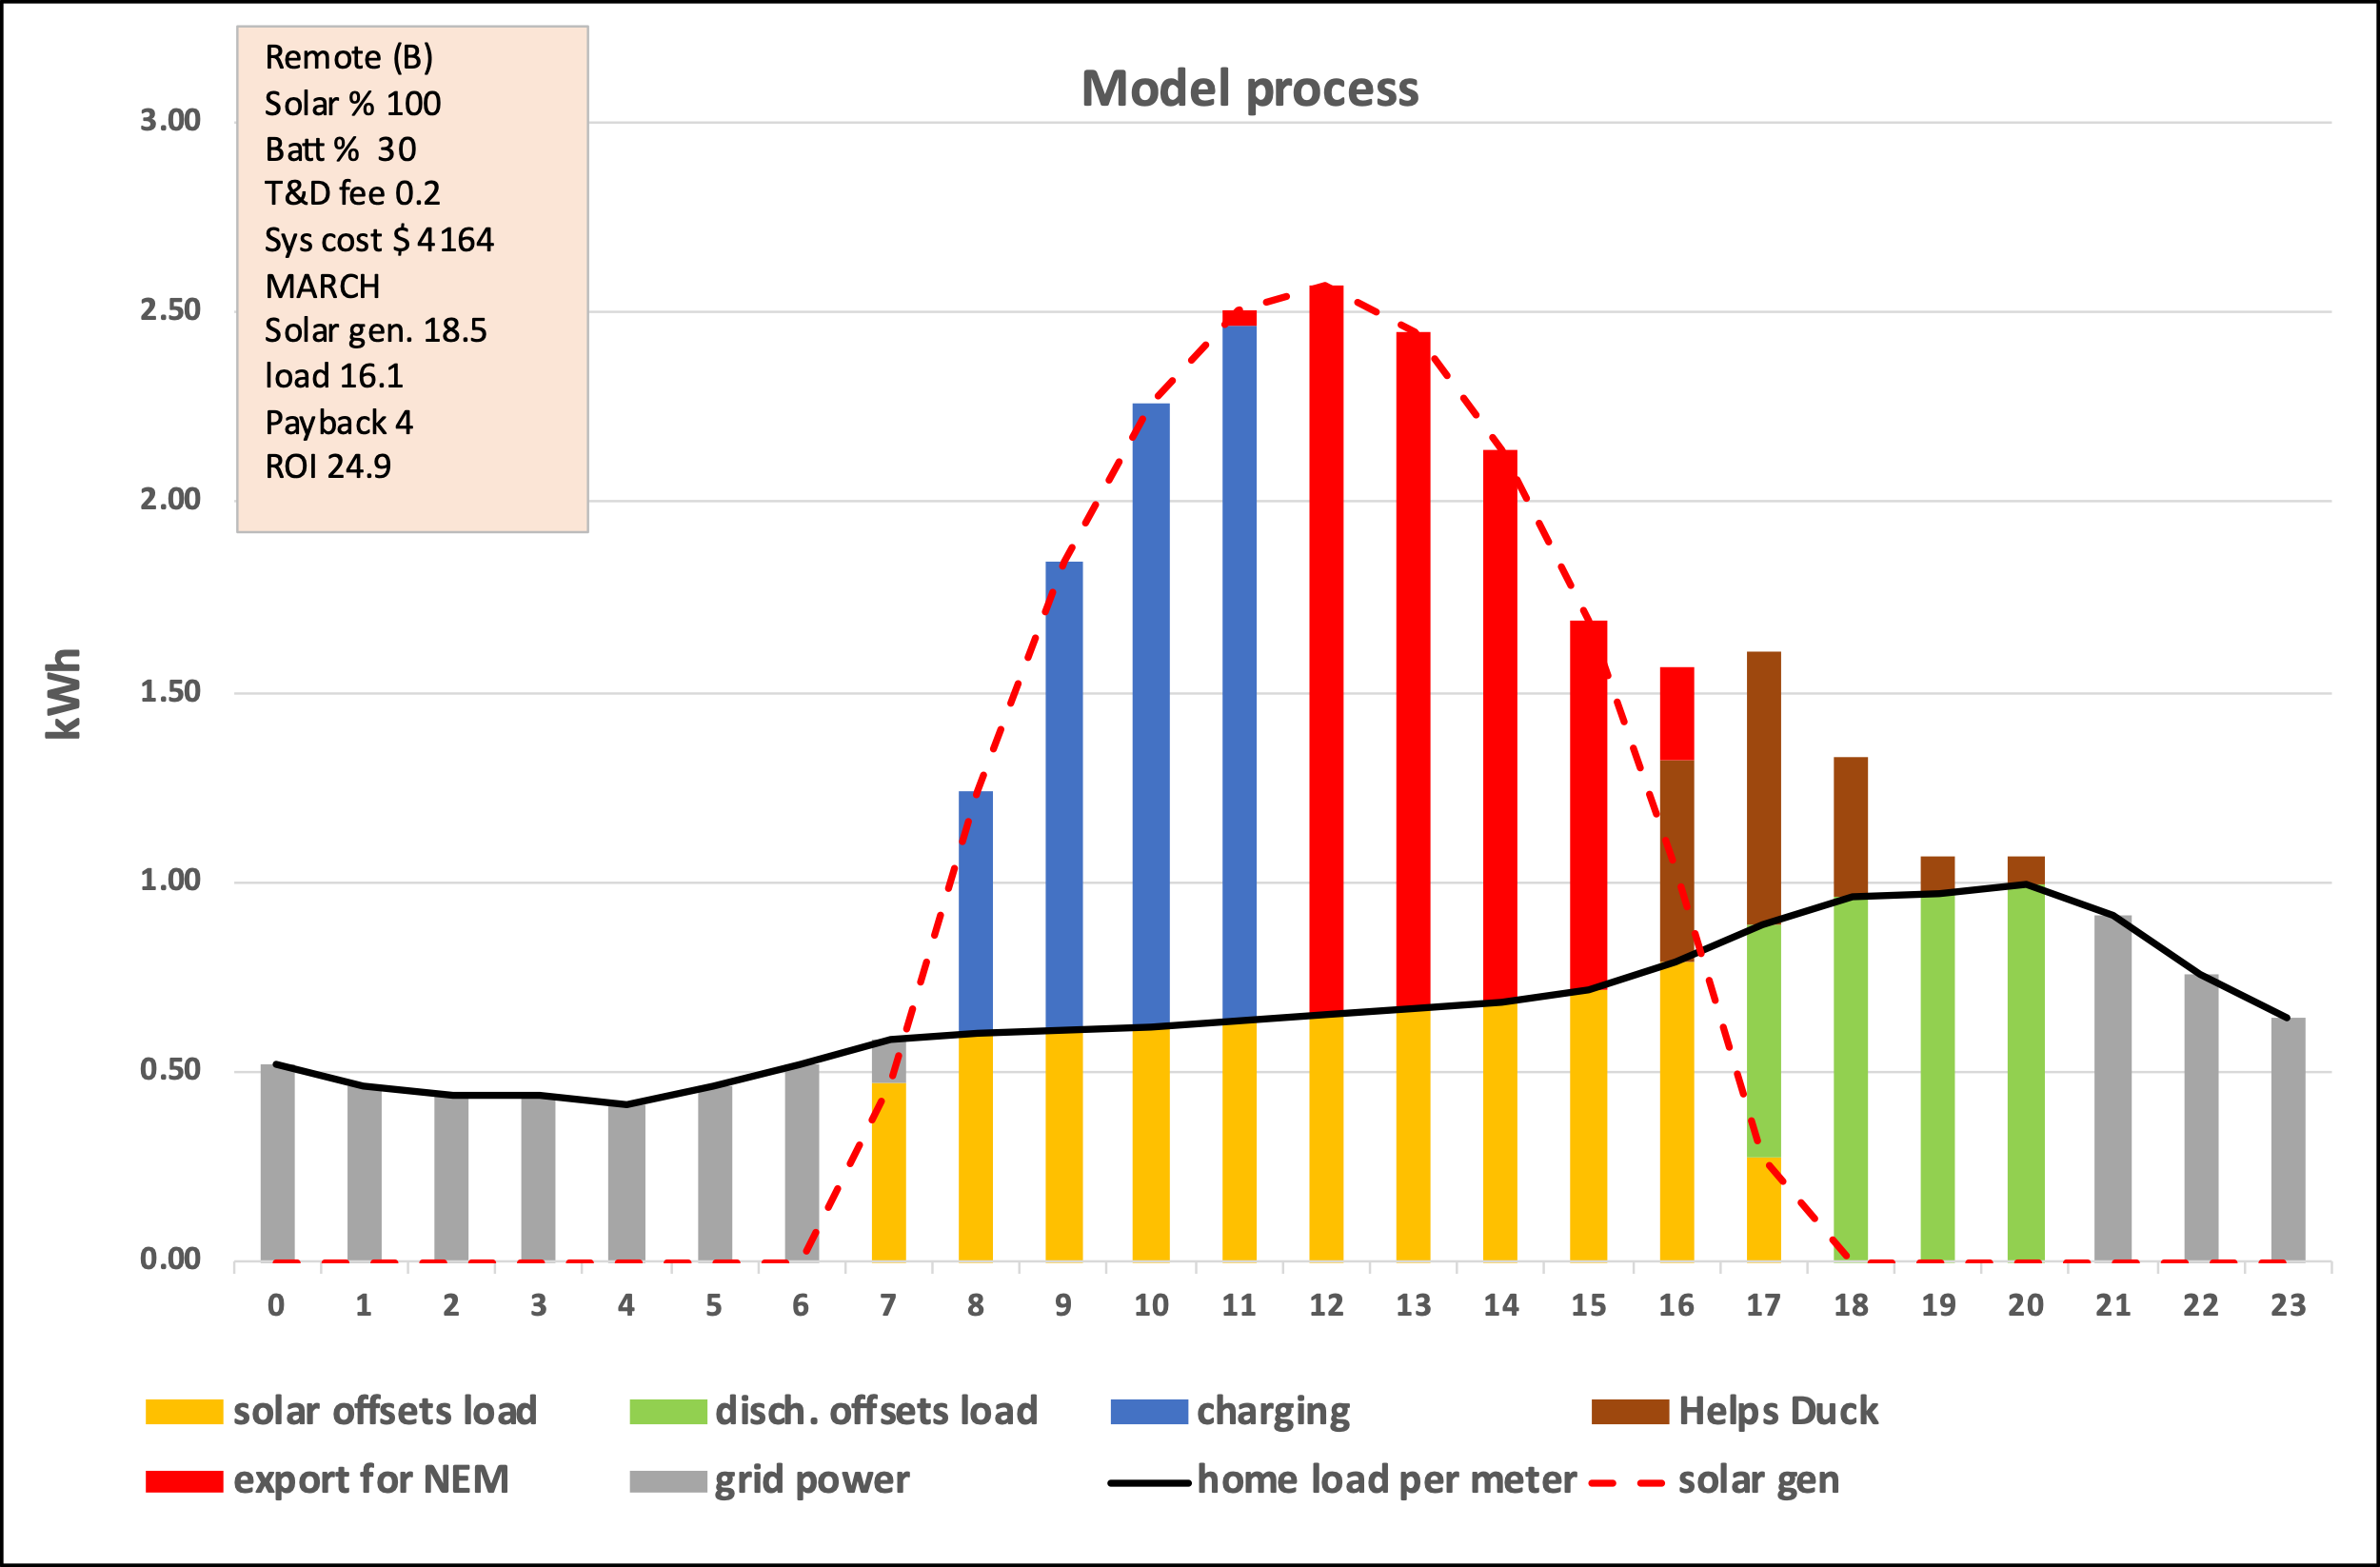 Remote (B)
Solar % 100
Batt %  30
T&D fee 0.2
Sys cost $ 4164
MARCH
Solar gen. 18.5
load 16.1
Payback 4
ROI 24.9
Model process
3.00
2.50
2.00
1.50
1.00
0.50
0.00
kWh
0 1 2 3 4 5 6 7 8 9 10 11 12 13 14 15 16 17 18 19 20 21 22 23
solar offsets load disch. offsets load charging Helps Duck
export for NEM grid power home load per meter solar gen